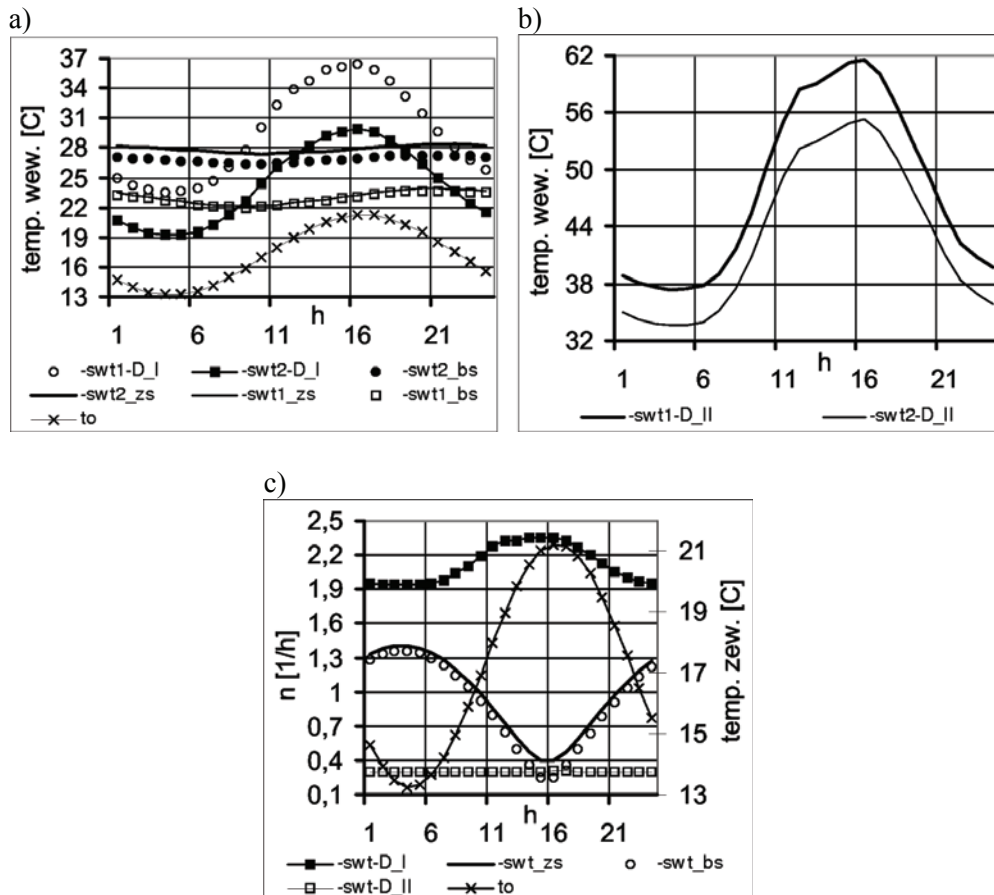 a)
b)
temp. wew. [C]
37
34
31
28
25
22
19
16
13
h
1 6 11 16 21
-swt1-D_I -swt2-D_I -swt2_bs
-swt2_zs -swt1_zs -swt1_bs
to
temp. wew. [C]
62
56
50
44
38
32
h
1 6 11 16 21
-swt1-D_II -swt2-D_II
c)
n [1/h]
2,5
2,2
1,9
1,6
1,3
1
0,7
0,4
0,1
temp. zew. [C]
21
19
17
15
13
h
1 6 11 16 21
-swt-D_I -swt_zs -swt_bs
-swt-D_II to